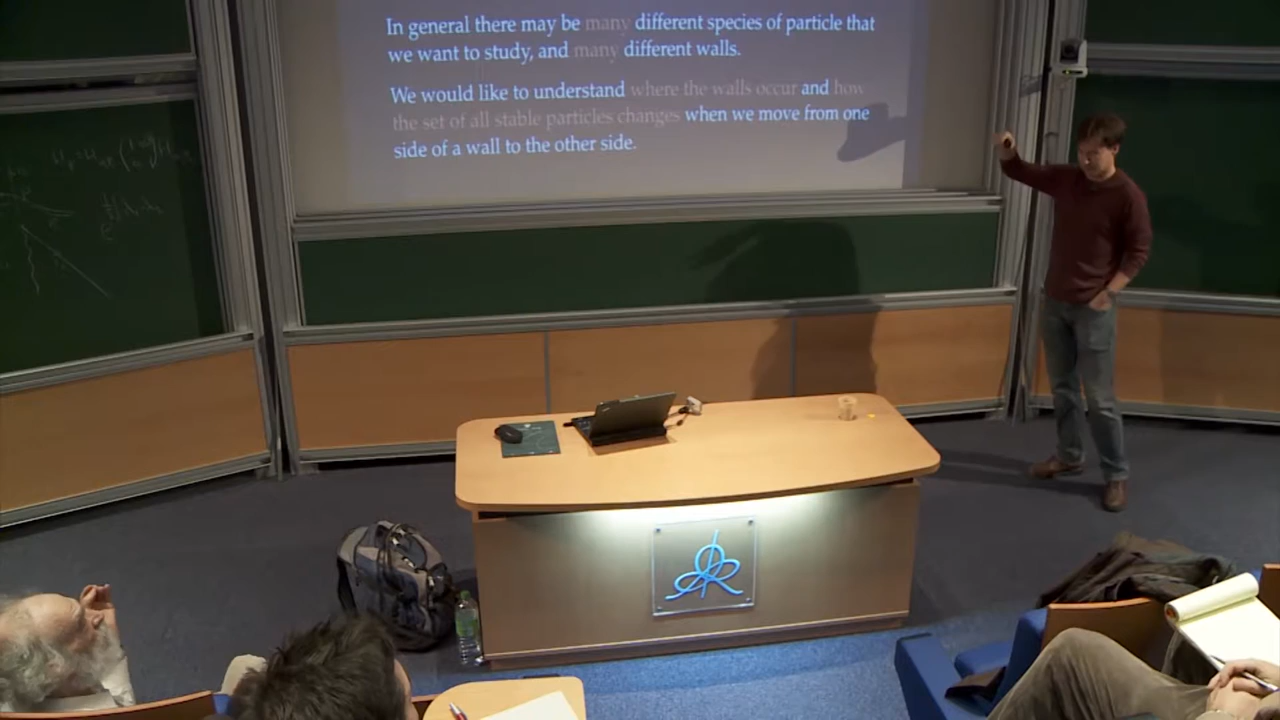 In general there may be many different species of particle that
we want to study, and many different walls.
We would like to understand where the walls occur and how
the set of all stable particles changes when we move from one
side of a wall to the other side.